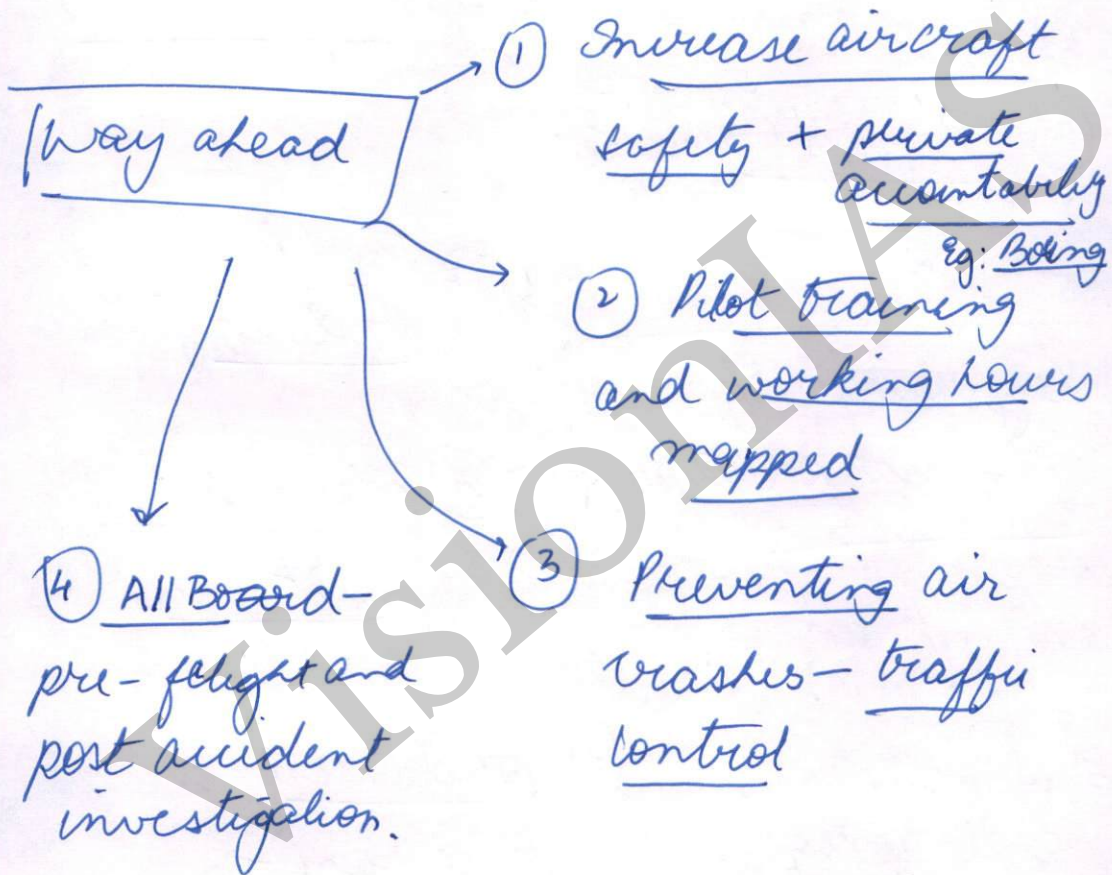 Way ahead
① Increase aircraft
safety + private
accountability
Eg: Boeing
② Pilot training
and working hours
mapped
③ Preventing air
crashes - traffic
control
④ AII Board -
pre-flight and
post accident
investigation.
VisionIAS